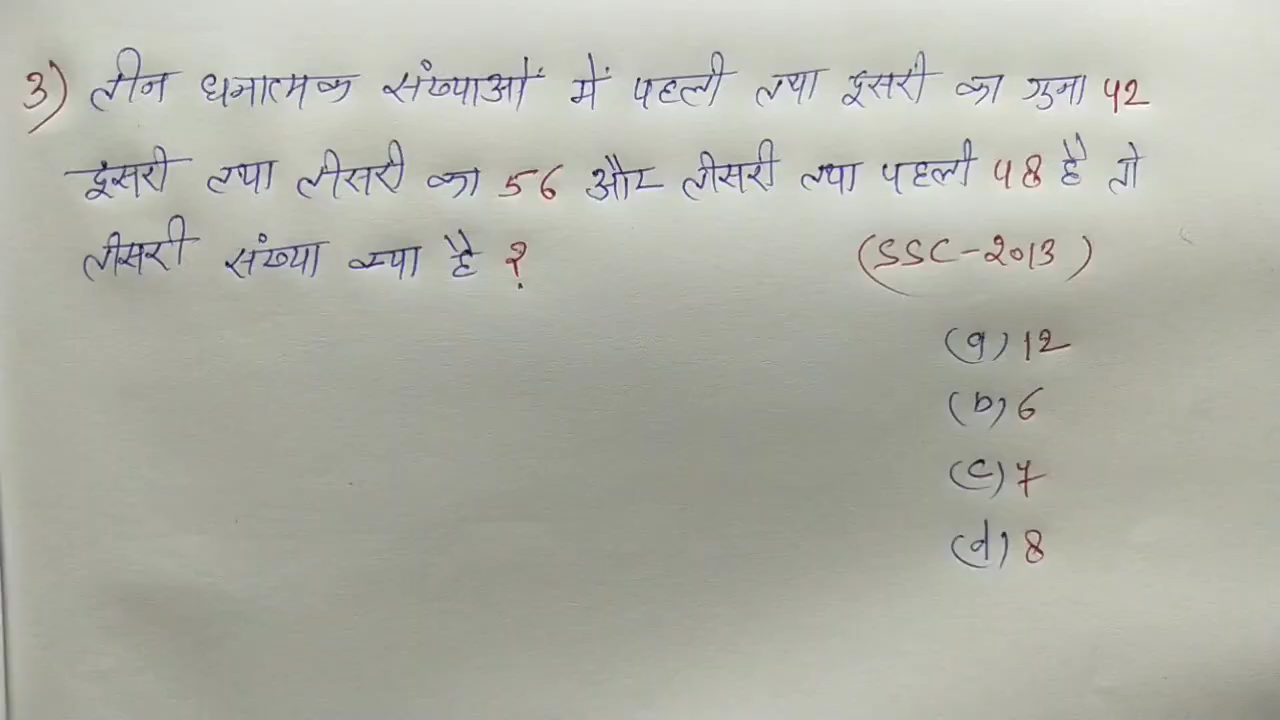 3) तीन धनात्मक संख्याओं में पहली तथा दूसरी का गुना 42
दूसरी तथा तीसरी का 56 और तीसरी तथा पहली 48 है तो
तीसरी संख्या क्या है ?
(SSC-2013)
(a) 12
(b) 6
(c) 7
(d) 8